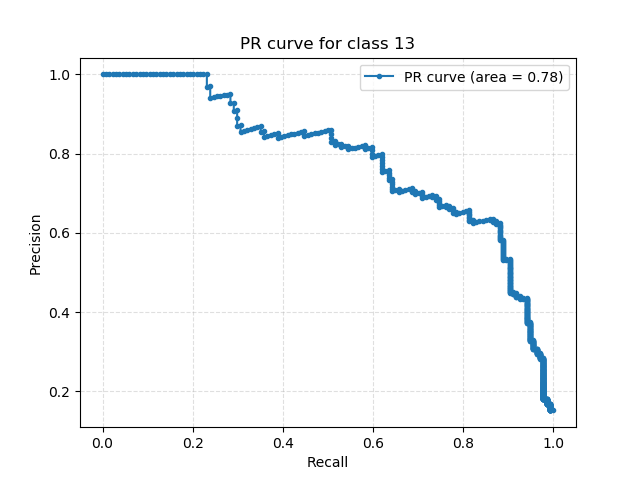 PR curve for class 13
PR curve (area = 0.78)
Precision
1.0
0.8
0.6
0.4
0.2
0.0 0.2 0.4 0.6 0.8 1.0
Recall